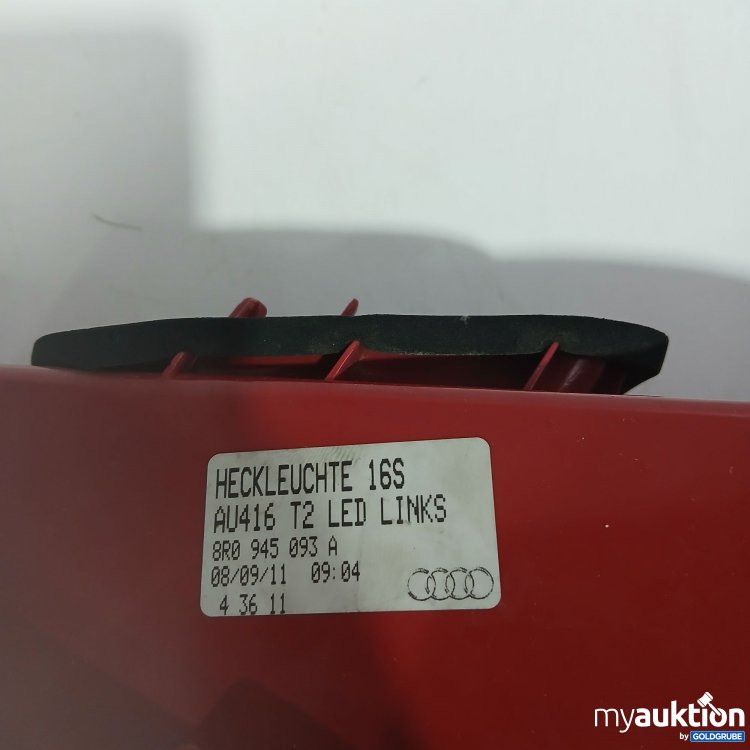 HECKLEUCHTE 16S
AU416 T2 LED LINKS
8R0 945 093 A
08/09/11 09:04
4 36 11
myauktion
by GOLDGRUBE